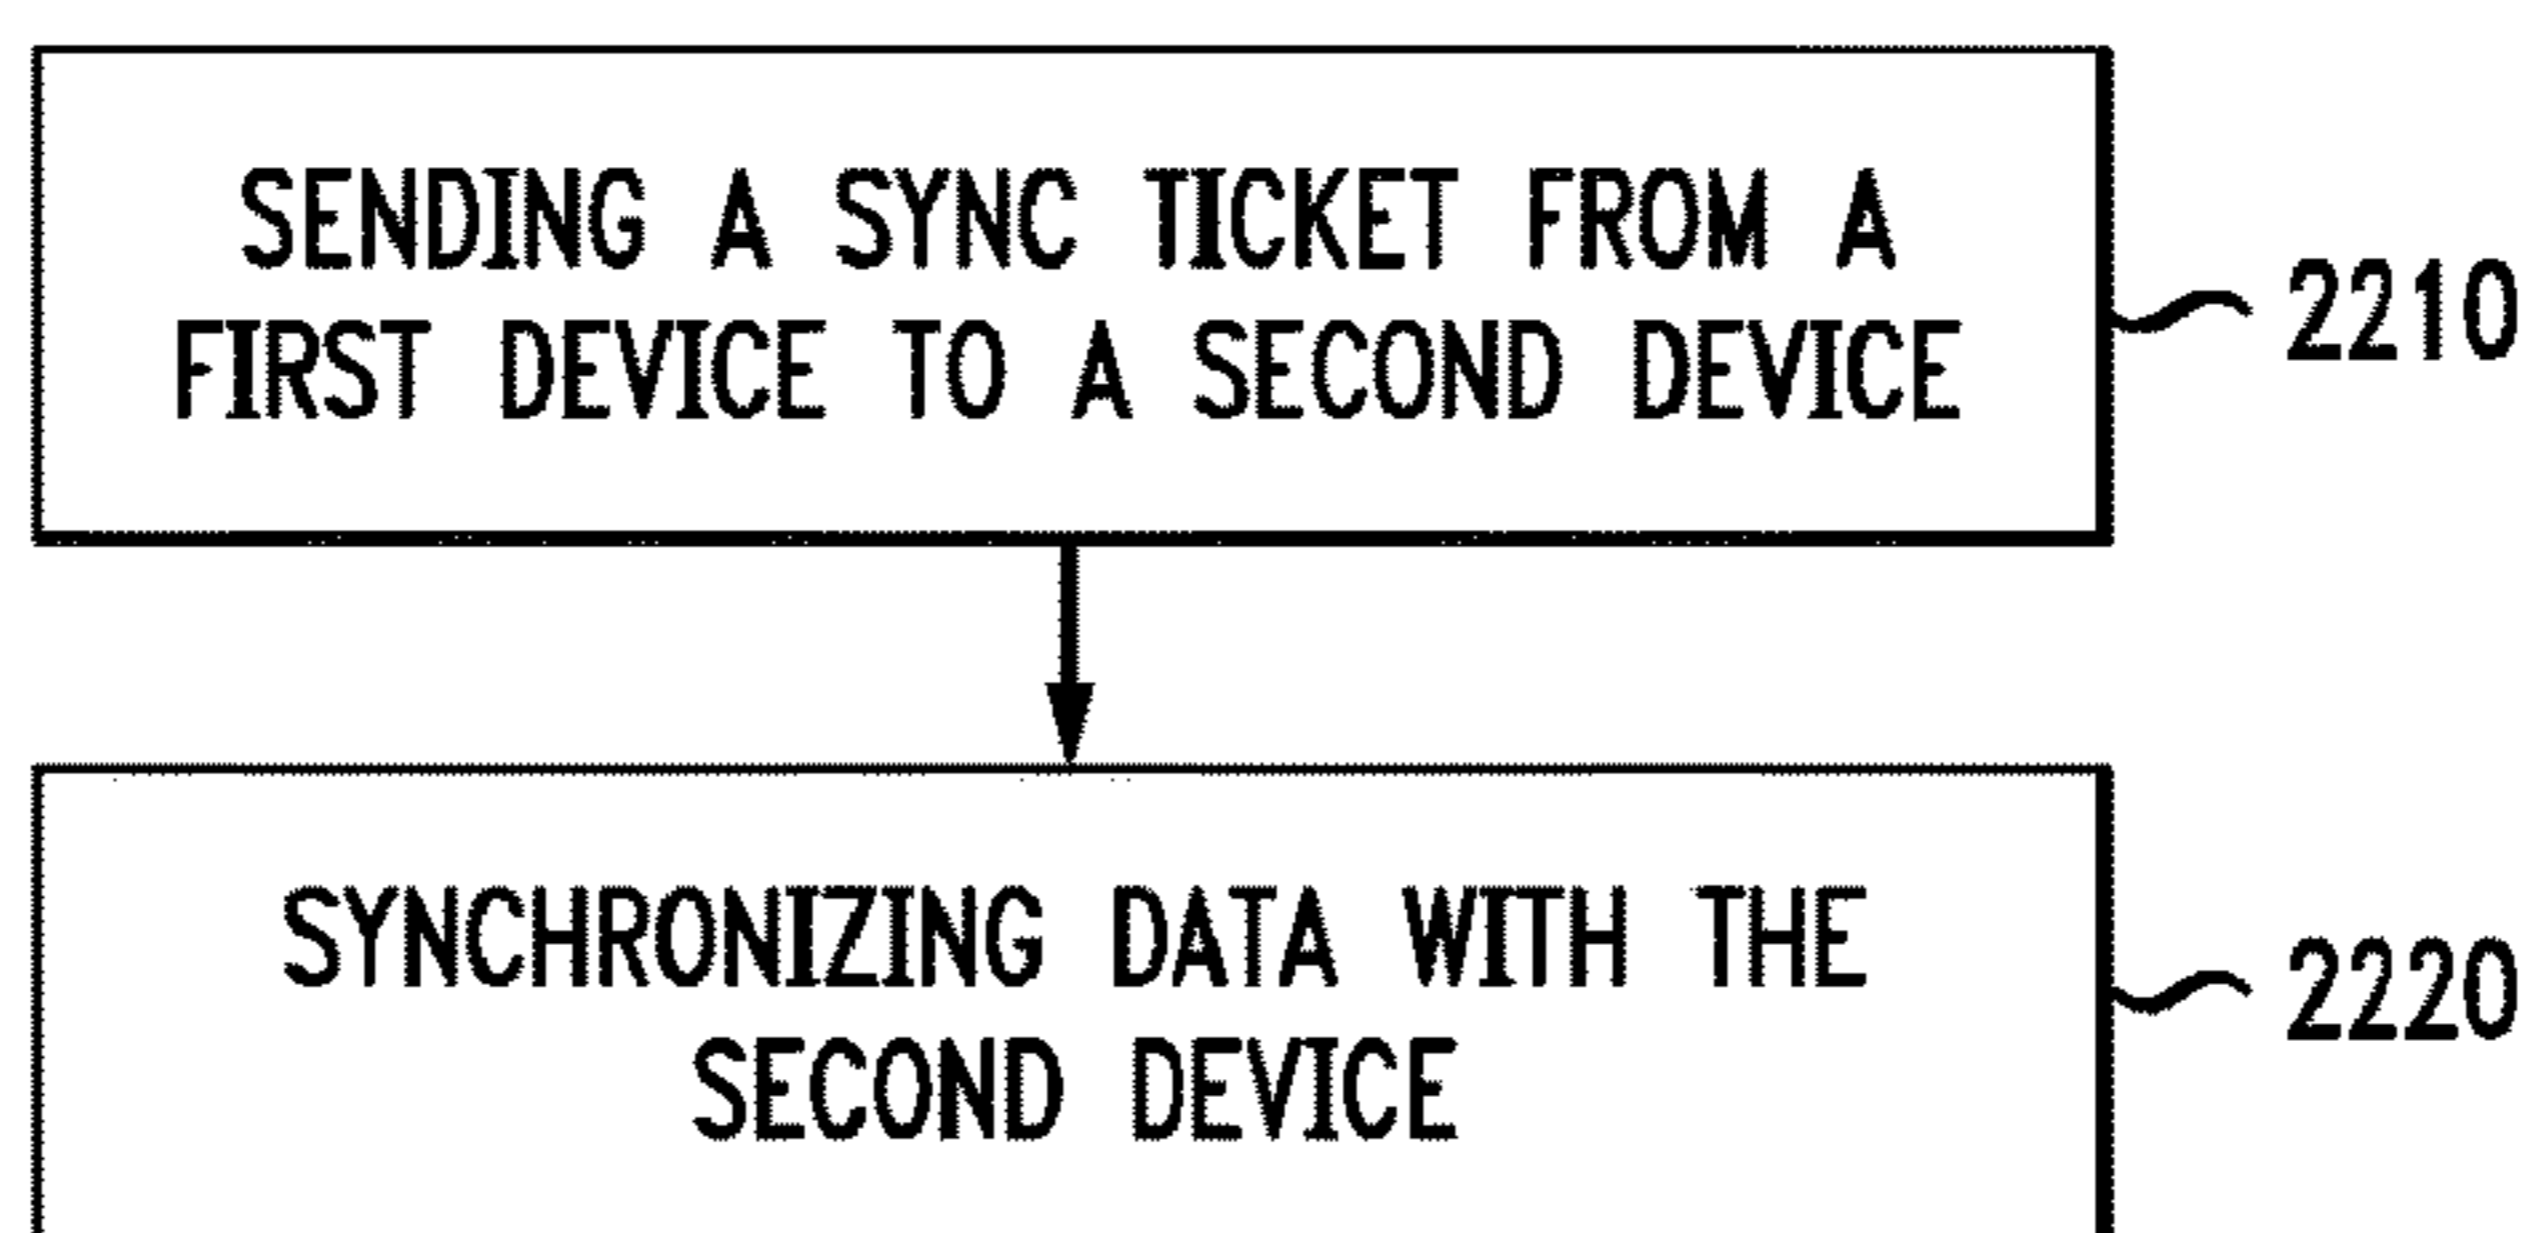 SENDING A SYNC TICKET FROM A
FIRST DEVICE TO A SECOND DEVICE
2210
SYNCHRONIZING DATA WITH THE
SECOND DEVICE
2220